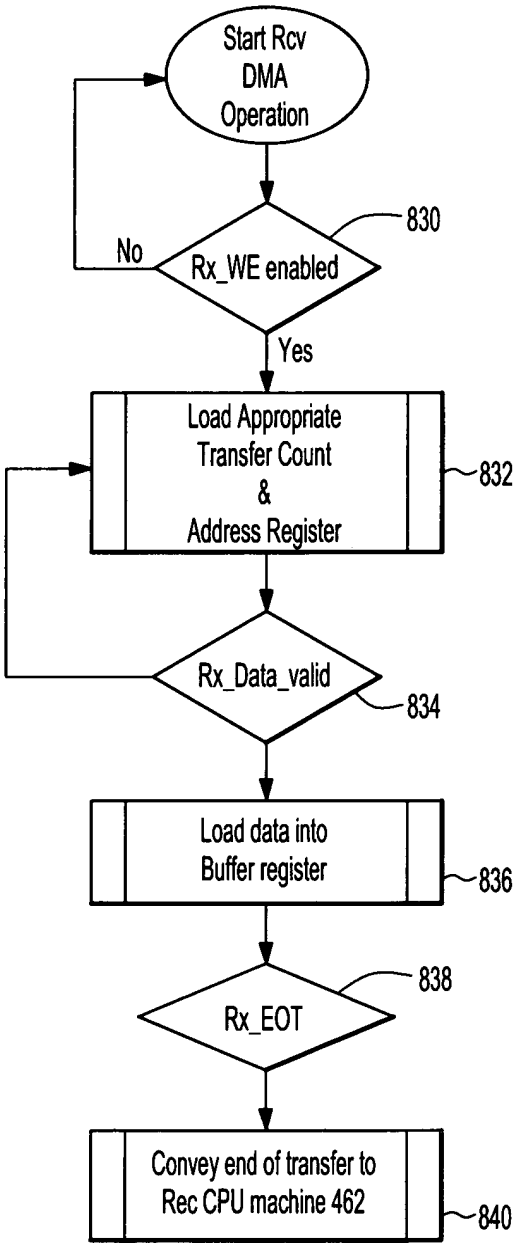 Start Rcv
DMA
Operation
830
No
Rx_WE enabled
Yes
Load Appropriate
Transfer Count
&
Address Register
832
Rx_Data_valid
834
Load data into
Buffer register
836
838
Rx_EOT
Convey end of transfer to
Rec CPU machine 462
840